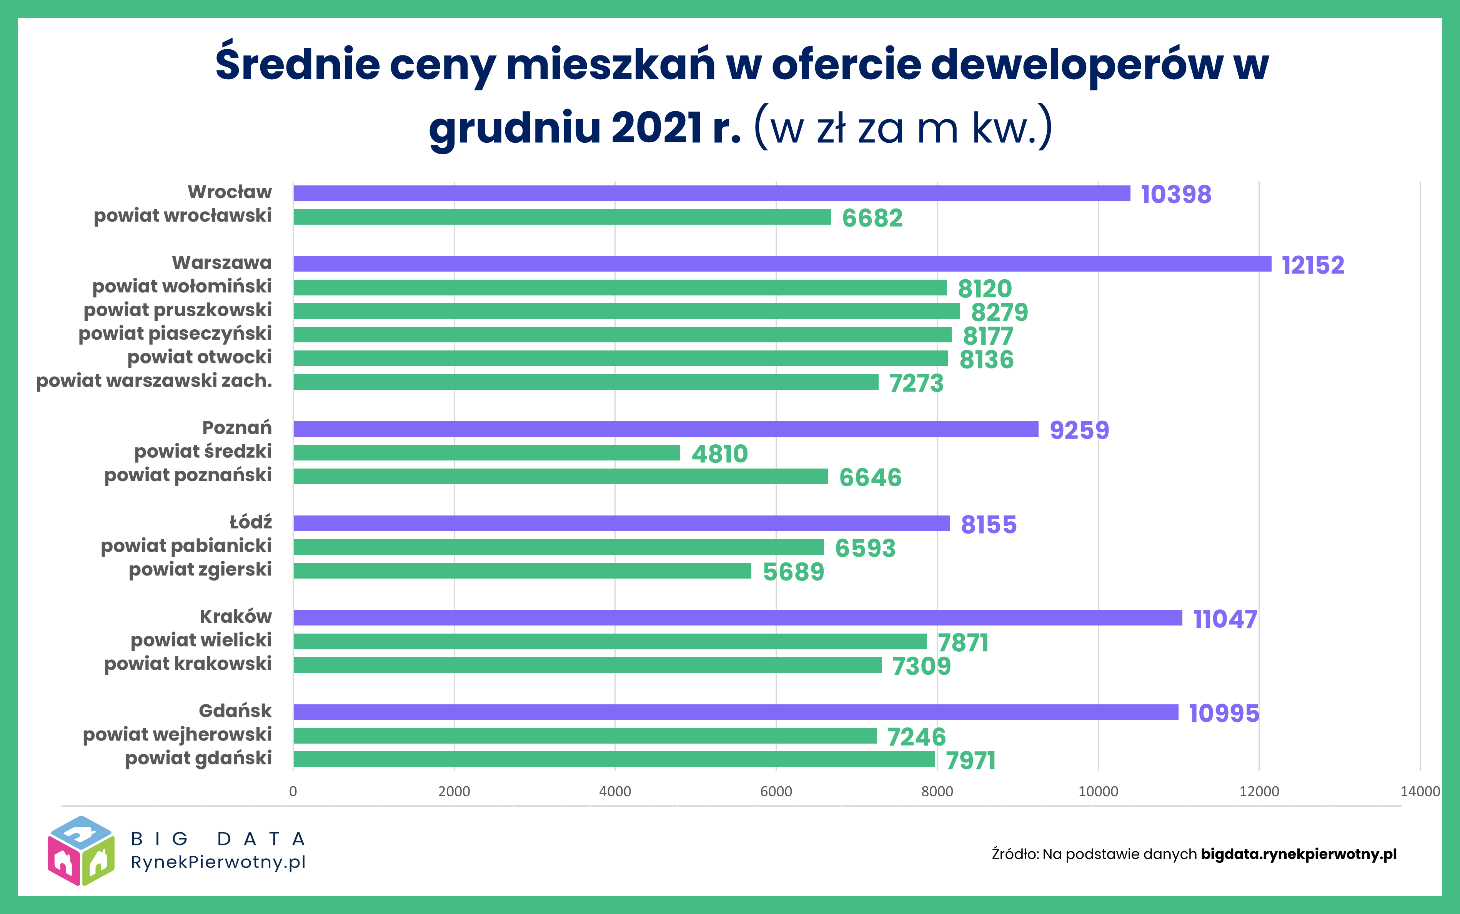 Średnie ceny mieszkań w ofercie deweloperów w
grudniu 2021 r. (w zł za m kw.)
Wrocław 10398
powiat wrocławski 6682
Warszawa 12152
powiat wołomiński 8120
powiat pruszkowski 8279
powiat piaseczyński 8177
powiat otwocki 8136
powiat warszawski zach. 7273
Poznań 9259
powiat średzki 4810
powiat poznański 6646
Łódź 8155
powiat pabianicki 6593
powiat zgierski 5689
Kraków 11047
powiat wielicki 7871
powiat krakowski 7309
Gdańsk 10995
powiat wejherowski 7246
powiat gdański 7971
0 2000 4000 6000 8000 10000 12000 14000
BIG DATA
RynekPierwotny.pl
Źródło: Na podstawie danych bigdata.rynekpierwotny.pl